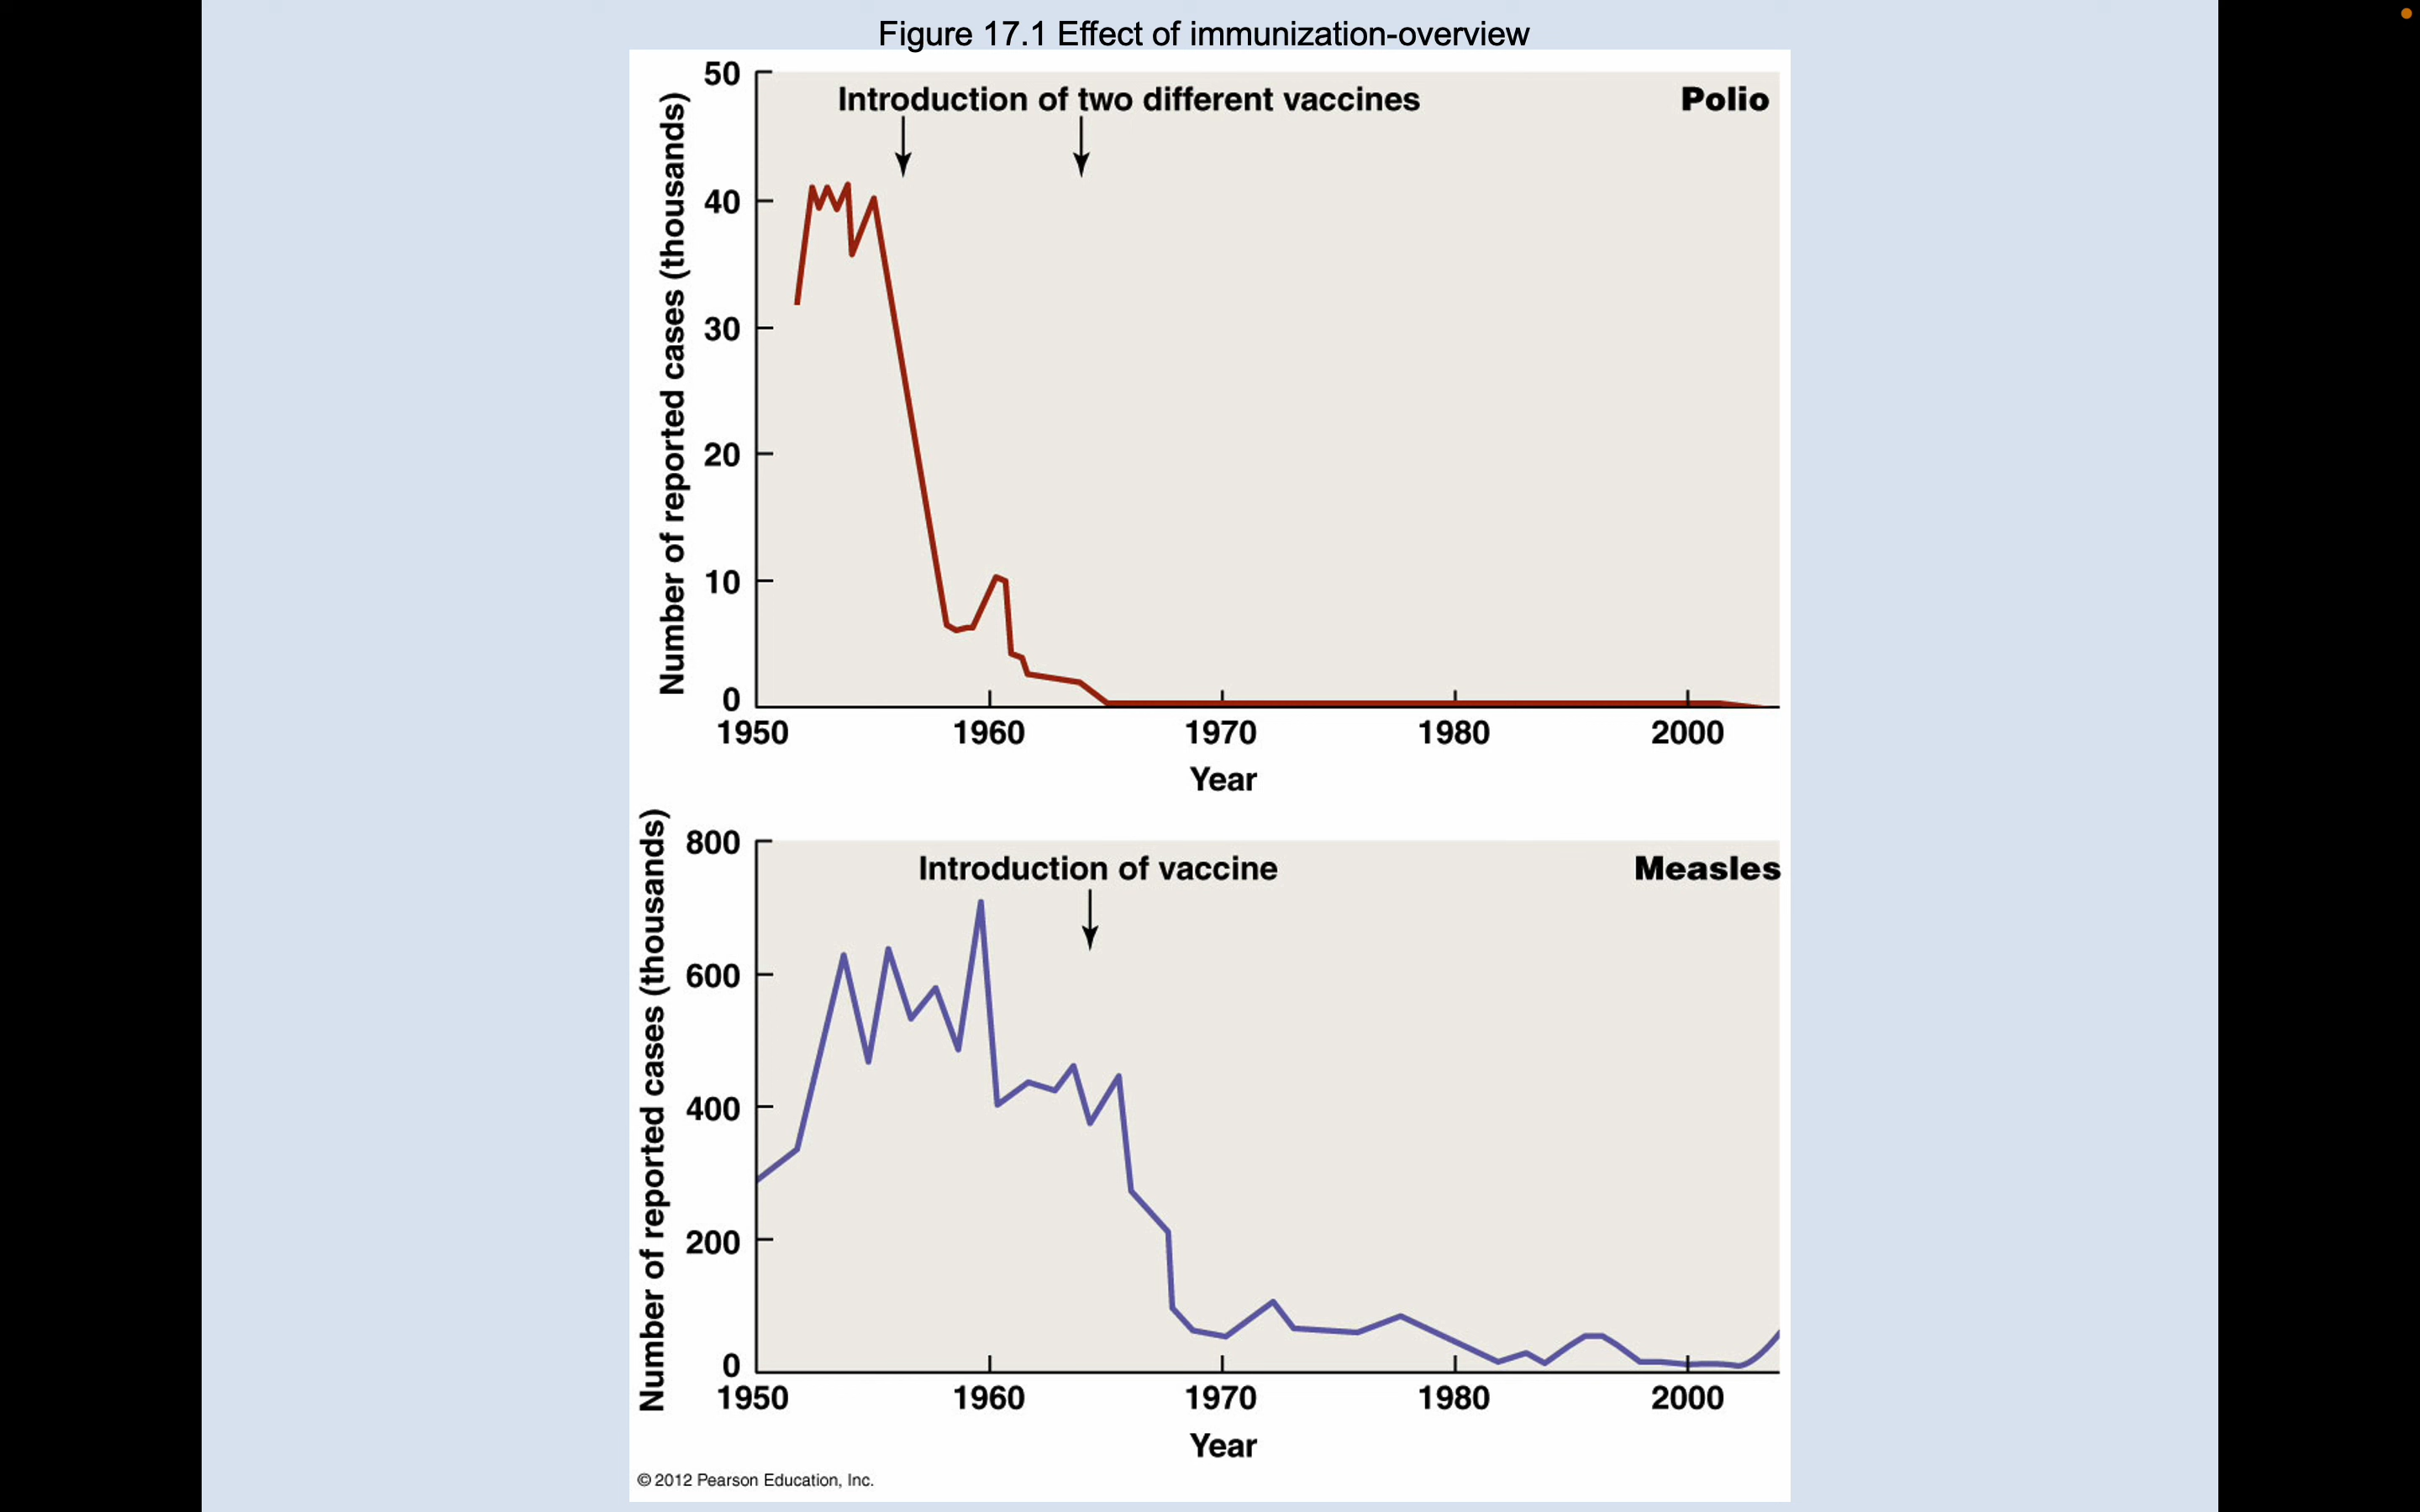 Figure 17.1 Effect of immunization-overview
50
Introduction of two different vaccines
Polio
40
30
20
10
0
Number of reported cases (thousands)
1950 1960 1970 1980 2000
Year
800
Introduction of vaccine
Measles
600
400
200
0
Number of reported cases (thousands)
1950 1960 1970 1980 2000
Year
© 2012 Pearson Education, Inc.